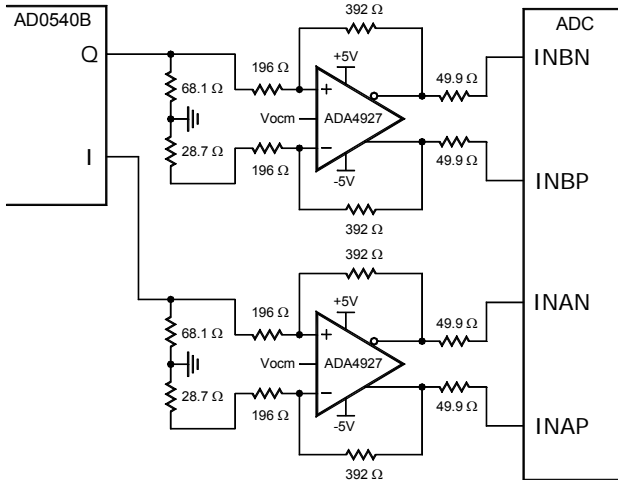 AD0540B
392 Ω
ADC
Q
+5V
INBN
196 Ω
49.9 Ω
68.1 Ω
+
Vocm
ADA4927
28.7 Ω
−
I
196 Ω
-5V
49.9 Ω
INBP
392 Ω
392 Ω
+5V
INAN
196 Ω
49.9 Ω
68.1 Ω
+
Vocm
ADA4927
28.7 Ω
−
196 Ω
-5V
49.9 Ω
INAP
392 Ω